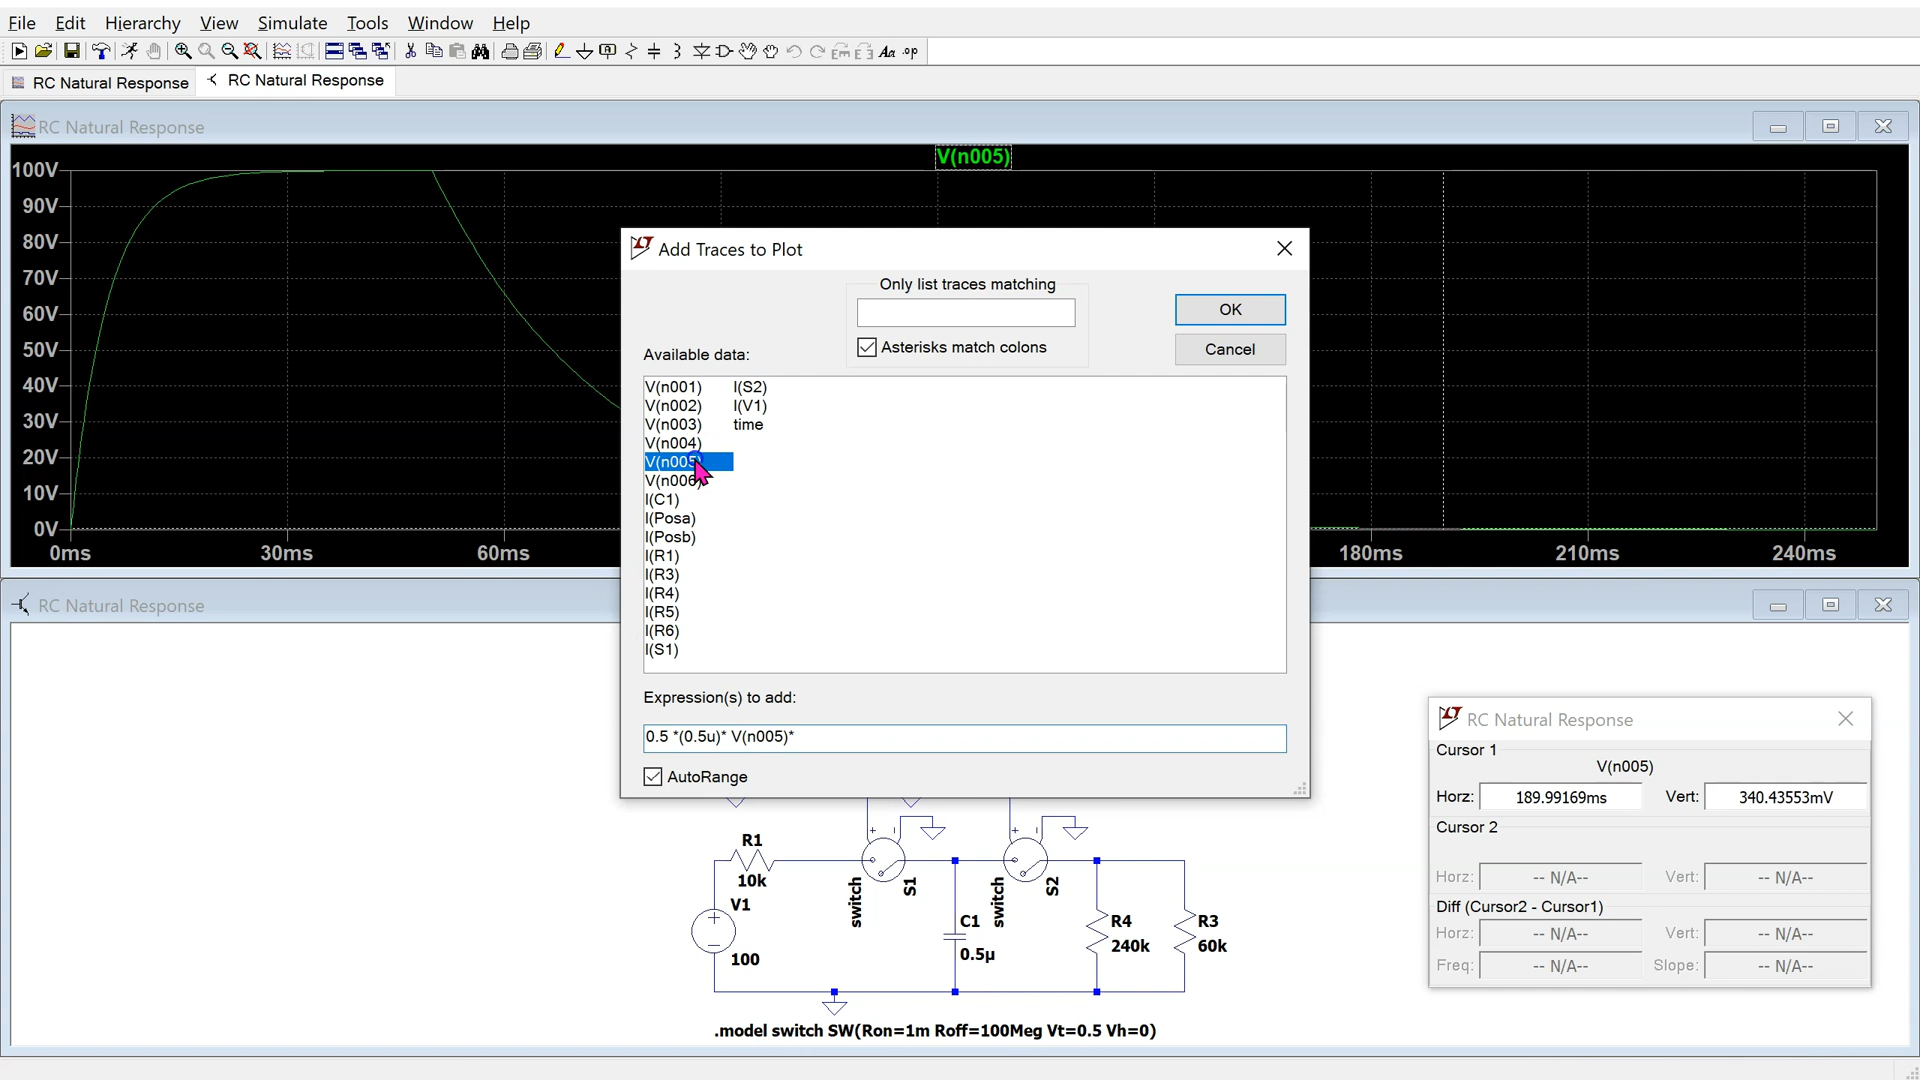 File Edit Hierarchy View Simulate Tools Window Help
RC Natural Response RC Natural Response
RC Natural Response
V(n005)
100V
90V
80V
70V
60V
50V
40V
30V
20V
10V
0V
0ms 30ms 60ms 180ms 210ms 240ms
Add Traces to Plot
Only list traces matching
OK
Asterisks match colons
Cancel
Available data:
V(n001) I(S2)
V(n002) I(V1)
V(n003) time
V(n004)
V(n005)
V(n006)
I(C1)
I(Posa)
I(Posb)
I(R1)
I(R3)
I(R4)
I(R5)
I(R6)
I(S1)
Expression(s) to add:
0.5 *(0.5u)* V(n005)*
AutoRange
RC Natural Response
R1
10k
V1
100
switch
S1
C1
0.5µ
switch
S2
R4
240k
R3
60k
.model switch SW(Ron=1m Roff=100Meg Vt=0.5 Vh=0)
RC Natural Response
Cursor 1
V(n005)
Horz: 189.99169ms Vert: 340.43553mV
Cursor 2
Horz: -- N/A-- Vert: -- N/A--
Diff (Cursor2 - Cursor1)
Horz: -- N/A-- Vert: -- N/A--
Freq: -- N/A-- Slope: -- N/A--